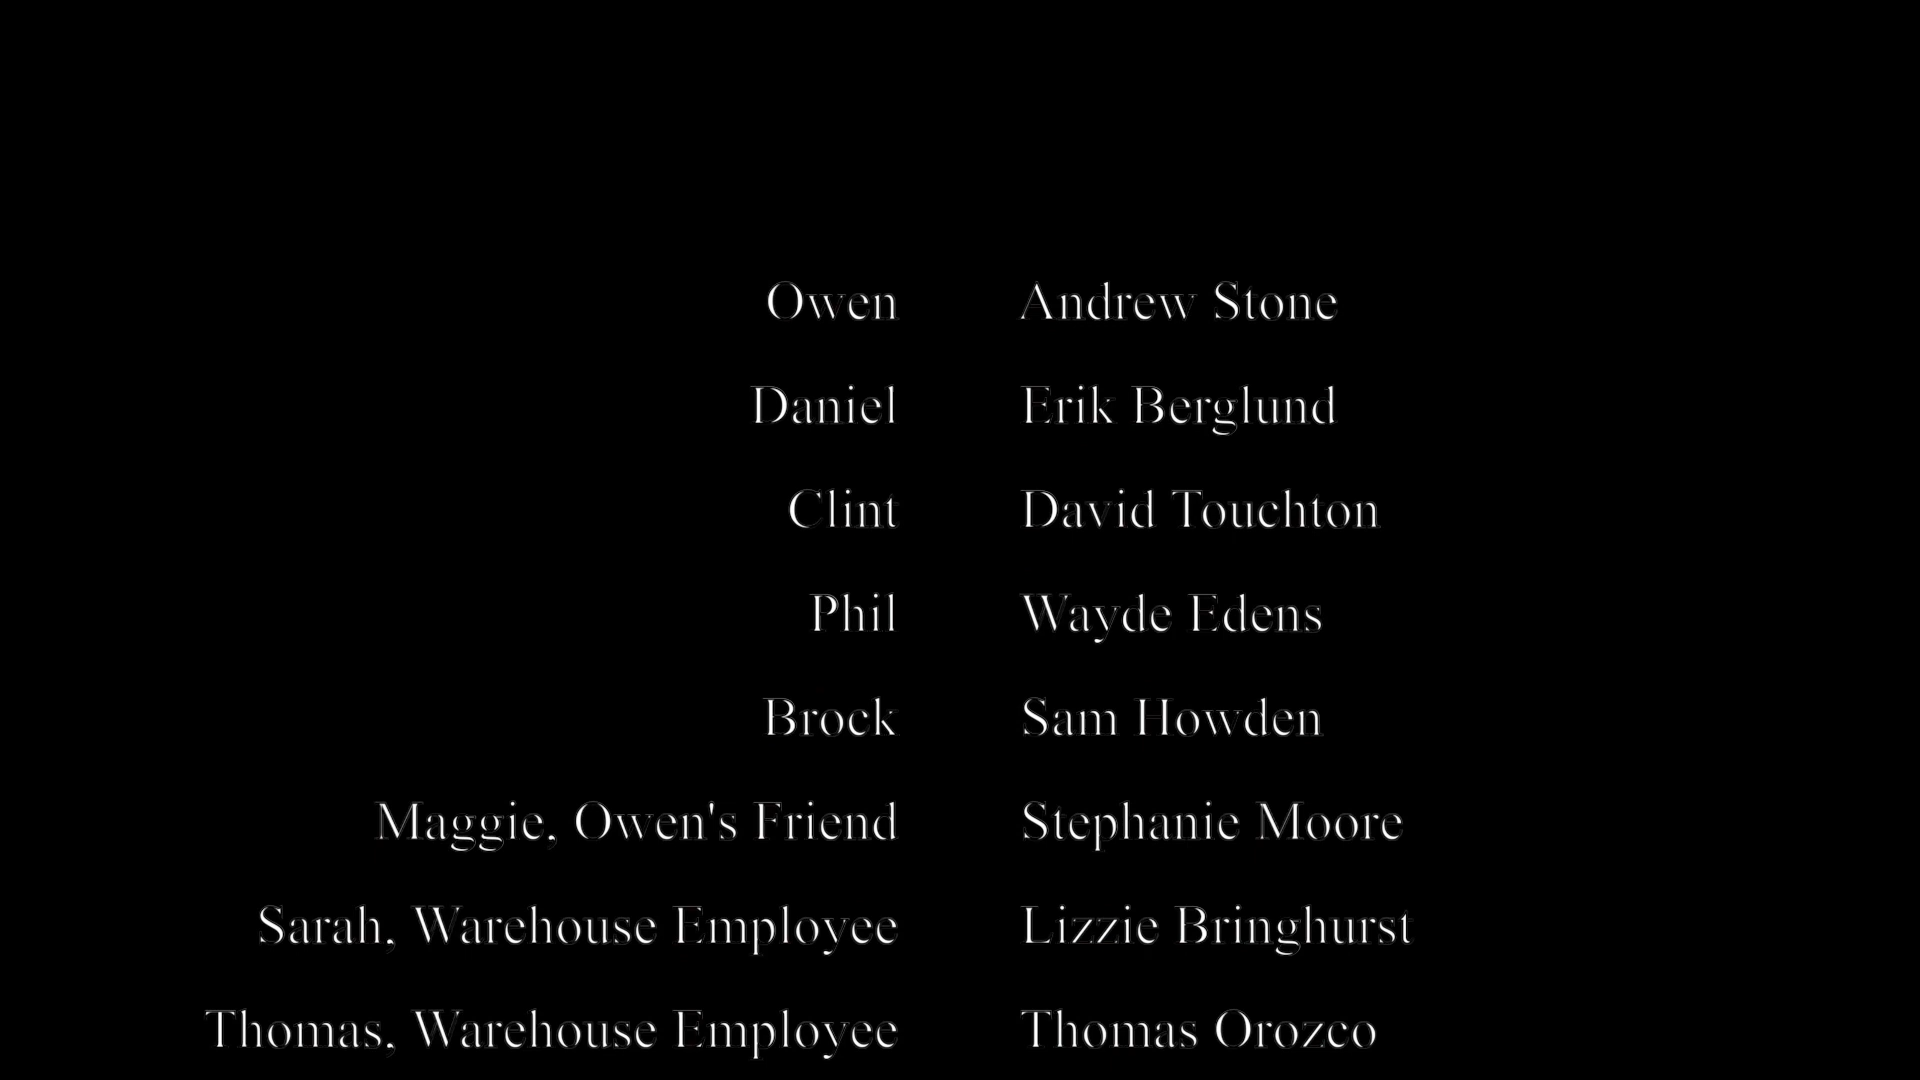 Owen Andrew Stone
Daniel Erik Berglund
Clint David Touchton
Phil Wayde Edens
Brock Sam Howden
Maggie, Owen's Friend Stephanie Moore
Sarah, Warehouse Employee Lizzie Bringhurst
Thomas, Warehouse Employee Thomas Orozco